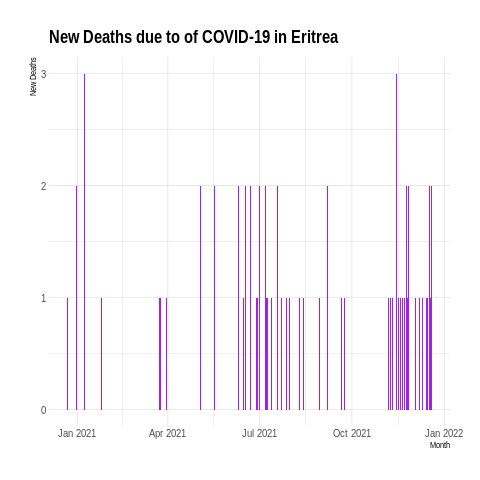 New Deaths due to of COVID-19 in Eritrea
New Deaths
3
2
1
0
Jan 2021 Apr 2021 Jul 2021 Oct 2021 Jan 2022
Month